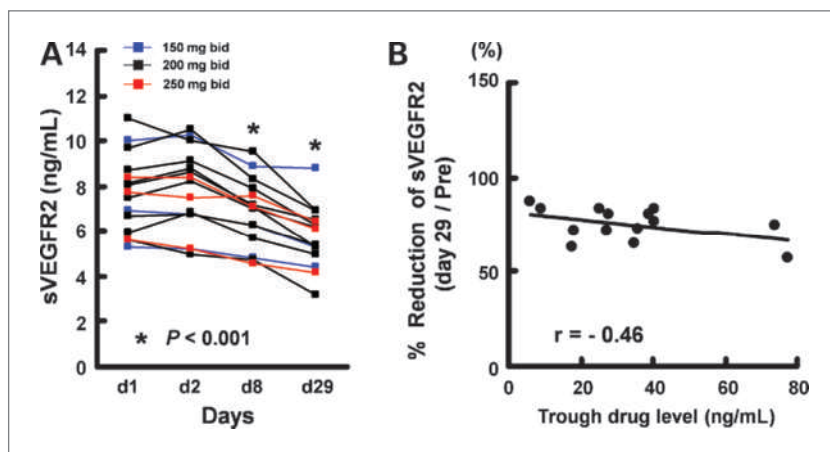 A
150 mg bid
200 mg bid
250 mg bid
sVEGFR2 (ng/mL)
14
12
10
8
6
4
2
0
*
*
* P < 0.001
d1 d2 d8 d29
Days
B
(%)
% Reduction of sVEGFR2
(day 29 / Pre)
150
100
50
0
r = - 0.46
0 20 40 60 80
Trough drug level (ng/mL)